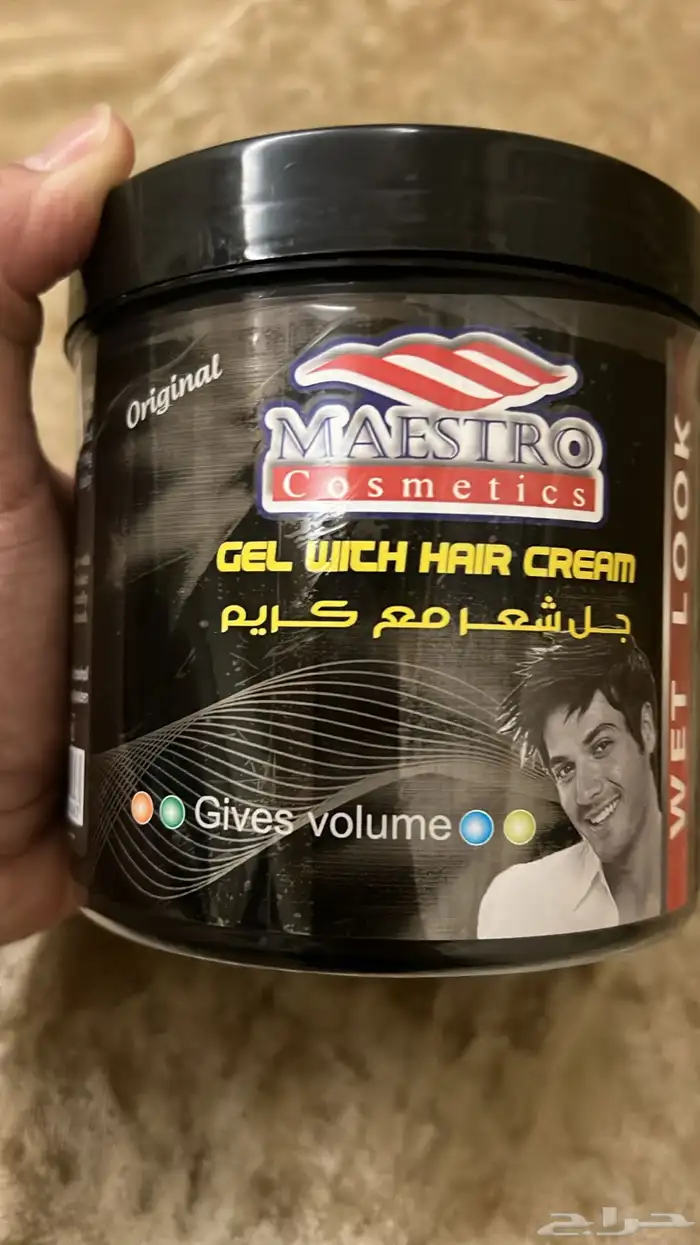 Original
MAESTRO
Cosmetics
GEL WITH HAIR CREAM
جل شعر مع كريم
Gives volume
WET LOOK
حراج